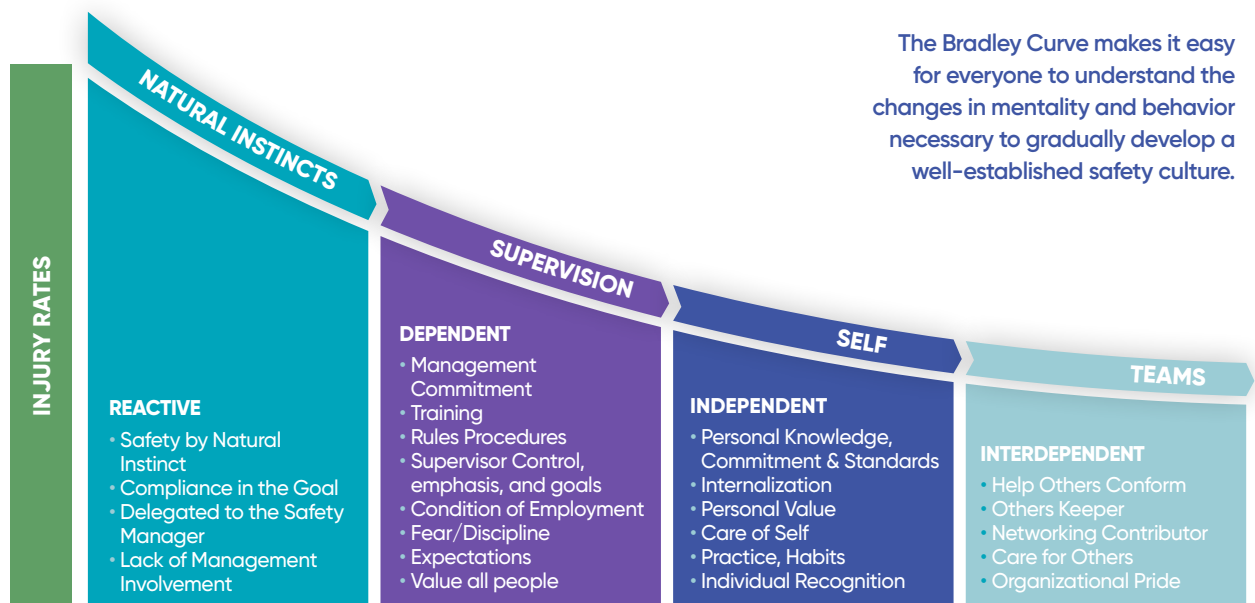 The Bradley Curve makes it easy
for everyone to understand the
changes in mentality and behavior
necessary to gradually develop a
well-established safety culture.
INJURY RATES
NATURAL INSTINCTS
SUPERVISION
SELF
TEAMS
REACTIVE
• Safety by Natural
Instinct
• Compliance in the Goal
• Delegated to the Safety
Manager
• Lack of Management
Involvement
DEPENDENT
• Management
Commitment
• Training
• Rules Procedures
• Supervisor Control,
emphasis, and goals
• Condition of Employment
• Fear/Discipline
• Expectations
• Value all people
INDEPENDENT
• Personal Knowledge,
Commitment & Standards
• Internalization
• Personal Value
• Care of Self
• Practice, Habits
• Individual Recognition
INTERDEPENDENT
• Help Others Conform
• Others Keeper
• Networking Contributor
• Care for Others
• Organizational Pride